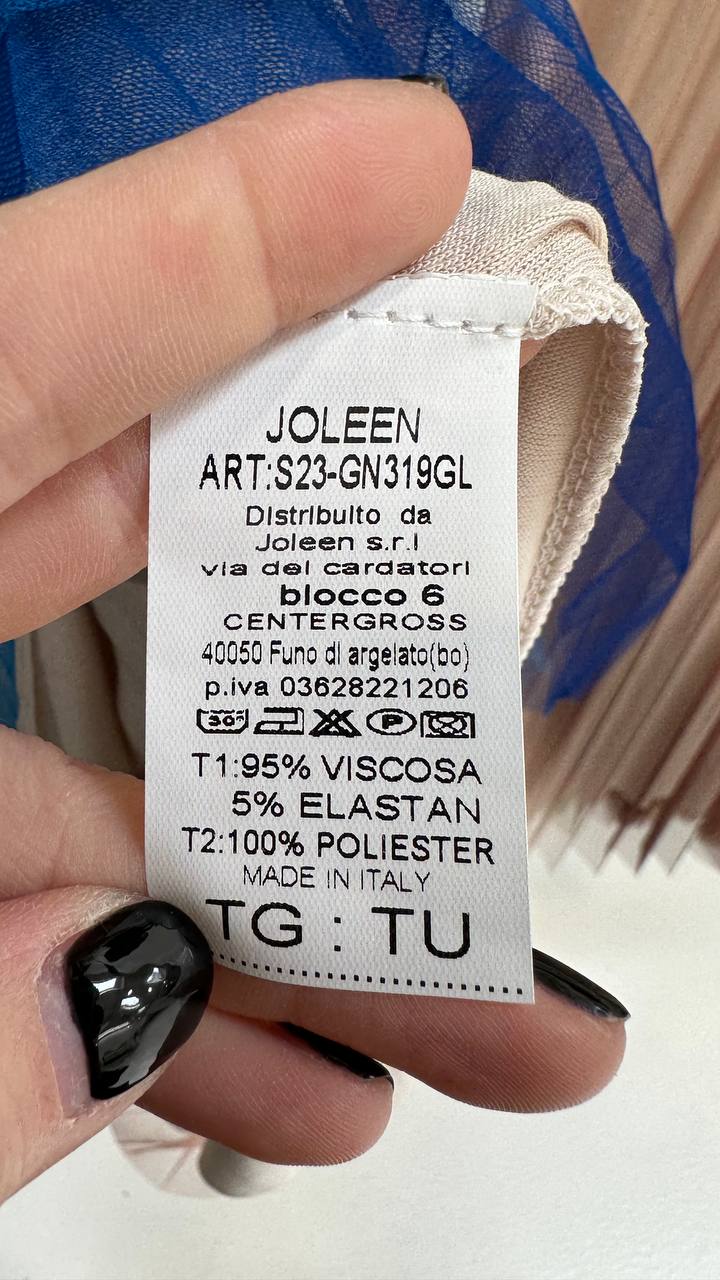 JOLEEN
ART:S23-GN319GL
Distribuito da
Joleen s.r.l
via dei cardatori
blocco 6
CENTERGROSS
40050 Funo di argelato(bo)
p.iva 03628221206
30° P
T1:95% VISCOSA
5% ELASTAN
T2:100% POLIESTER
MADE IN ITALY
TG : TU